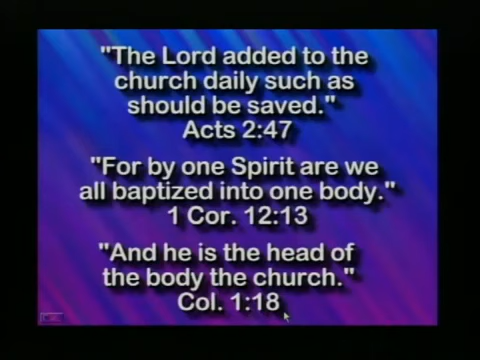 "The Lord added to the
church daily such as
should be saved."
Acts 2:47
"For by one Spirit are we
all baptized into one body."
1 Cor. 12:13
"And he is the head of
the body the church."
Col. 1:18